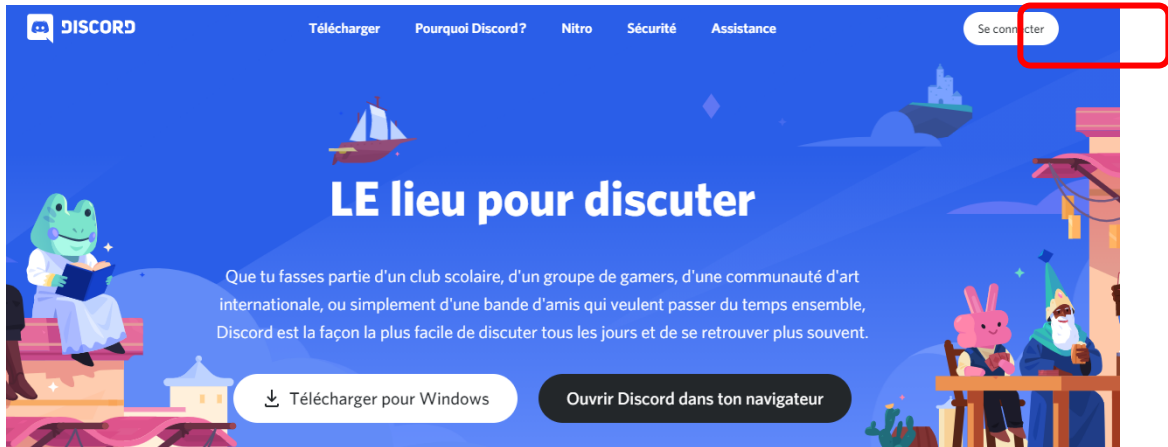 DISCORD
Télécharger Pourquoi Discord? Nitro Sécurité Assistance Se connecter
LE lieu pour discuter
Que tu fasses partie d'un club scolaire, d'un groupe de gamers, d'une communauté d'art
internationale, ou simplement d'une bande d'amis qui veulent passer du temps ensemble,
Discord est la façon la plus facile de discuter tous les jours et de se retrouver plus souvent.
Télécharger pour Windows Ouvrir Discord dans ton navigateur